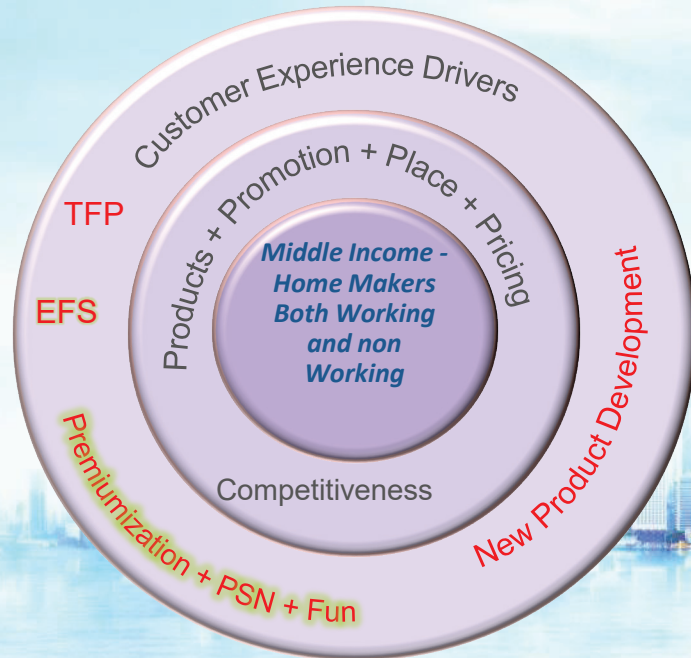 Customer Experience Drivers
Products + Promotion + Place + Pricing
TFP
EFS
Middle Income -
Home Makers
Both Working
and non
Working
New Product Development
Competitiveness
Premiumization + PSN + Fun